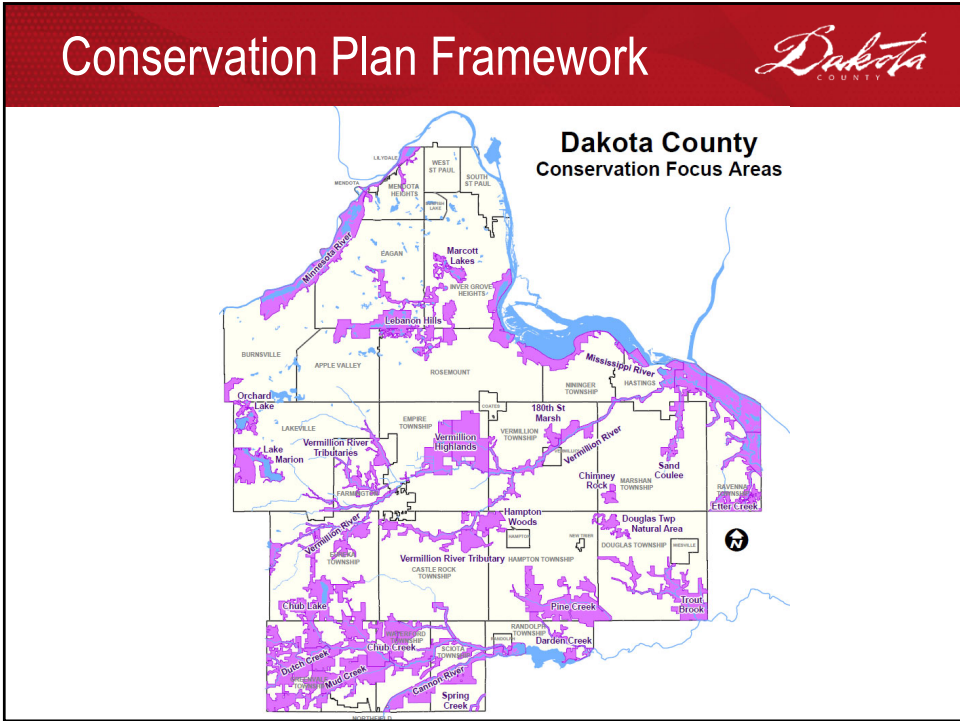 Conservation Plan Framework
Dakota
COUNTY
Dakota County
Conservation Focus Areas
LILYDALE
WEST
ST PAUL
SOUTH
ST PAUL
MENDOTA
MENDOTA
HEIGHTS
LAKE
Minnesota River
EAGAN
Marcott
Lakes
INVER GROVE
HEIGHTS
Lebanon Hills
BURNSVILLE
APPLE VALLEY
ROSEMOUNT
Mississippi River
NININGER
TOWNSHIP
HASTINGS
Orchard
Lake
LAKEVILLE
EMPIRE
TOWNSHIP
COATES
180th St
Marsh
VERMILLION
TOWNSHIP
Vermillion
Highlands
Vermillion River
Tributaries
Vermillion River
Lake
Marion
Chimney
Rock
MARSHAN
TOWNSHIP
Sand
Coulee
RAVENNA
Etter Creek
FARMINGTON
Hampton
Woods
Douglas Twp
Natural Area
Vermillion River
HAMPTON
NEW TRIER
DOUGLAS TOWNSHIP
TOWNSHIP
Vermillion River Tributary
HAMPTON TOWNSHIP
CASTLE ROCK
TOWNSHIP
Chub Lake
Pine Creek
Trout
Brook
RANDOLPH
TOWNSHIP
RANDOLPH
Darden Creek
Chub Creek
SCIOTA
Dutch Creek
Mud Creek
Cannon River
Spring
Creek
NORTHFIELD
N